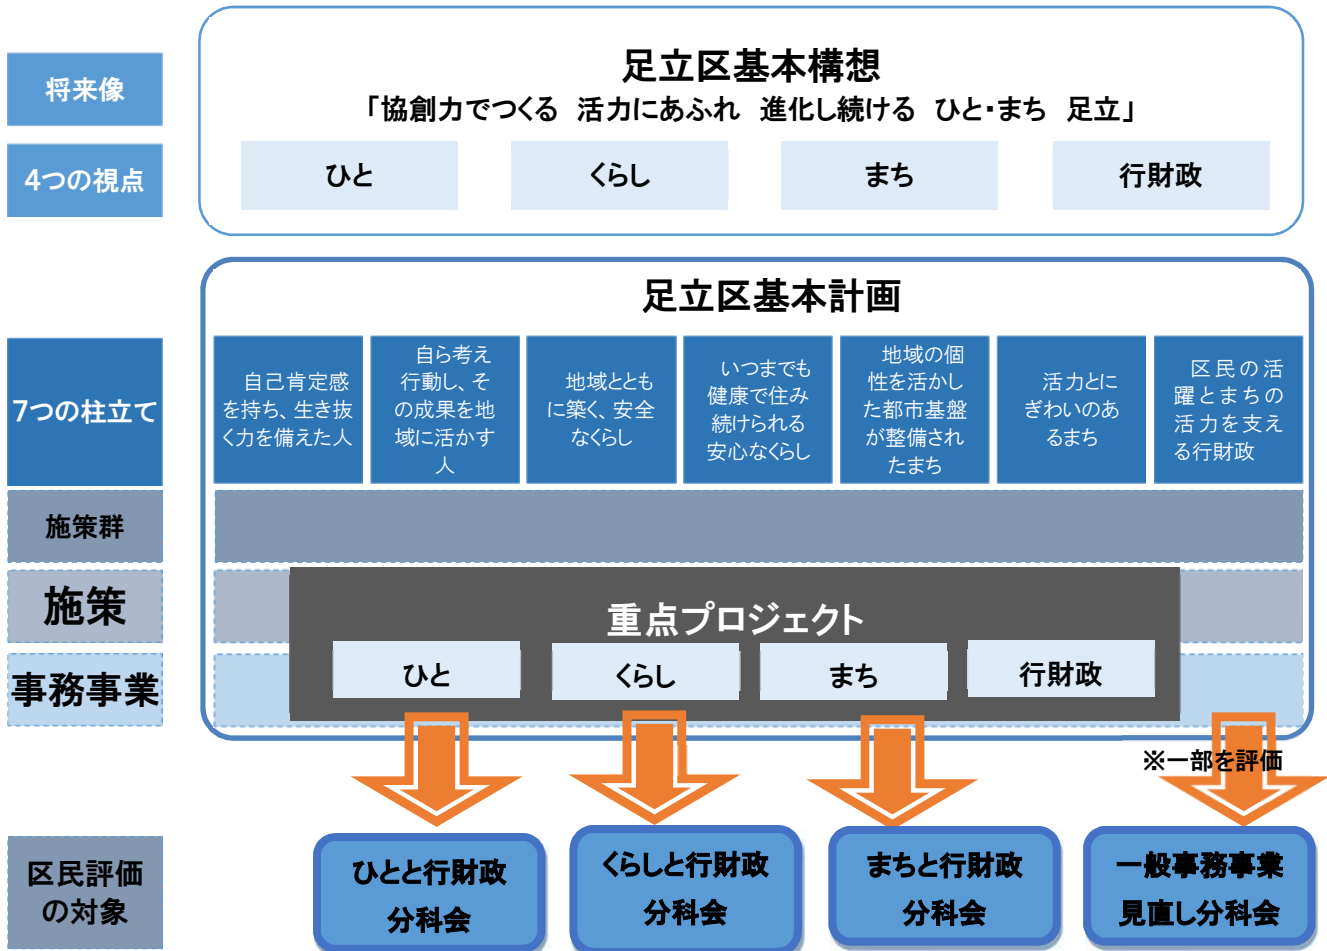 将来像
足立区基本構想
「協創力でつくる 活力にあふれ 進化し続ける ひと・まち 足立」
4つの視点
ひと
くらし
まち
行財政
足立区基本計画
7つの柱立て
自己肯定感
を持ち、生き抜
く力を備えた人
自ら考え
行動し、そ
の成果を地
域に活かす
人
地域ととも
に築く、安全
なくらし
いつまでも
健康で住み
続けられる
安心なくらし
地域の個
性を活かし
た都市基盤
が整備され
たまち
活力とに
ぎわいのあ
るまち
区民の活
躍とまちの
活力を支え
る行財政
施策群
施策
重点プロジェクト
事務事業
ひと
くらし
まち
行財政
※一部を評価
区民評価
の対象
ひとと行財政
分科会
くらしと行財政
分科会
まちと行財政
分科会
一般事務事業
見直し分科会